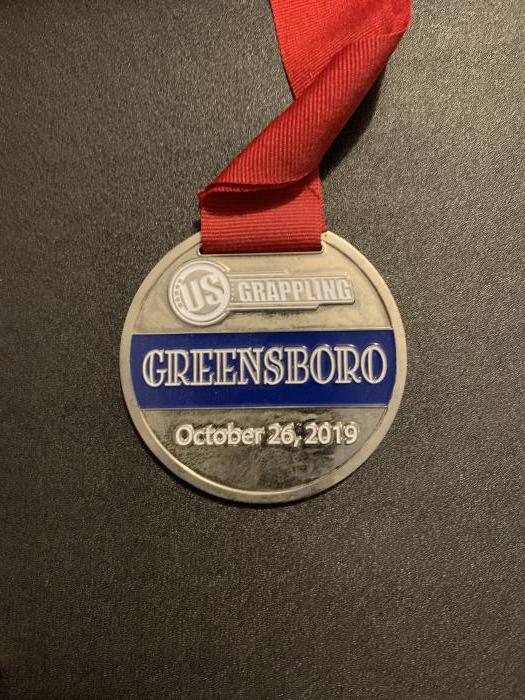 US GRAPPLING
GREENSBORO
October 26, 2019